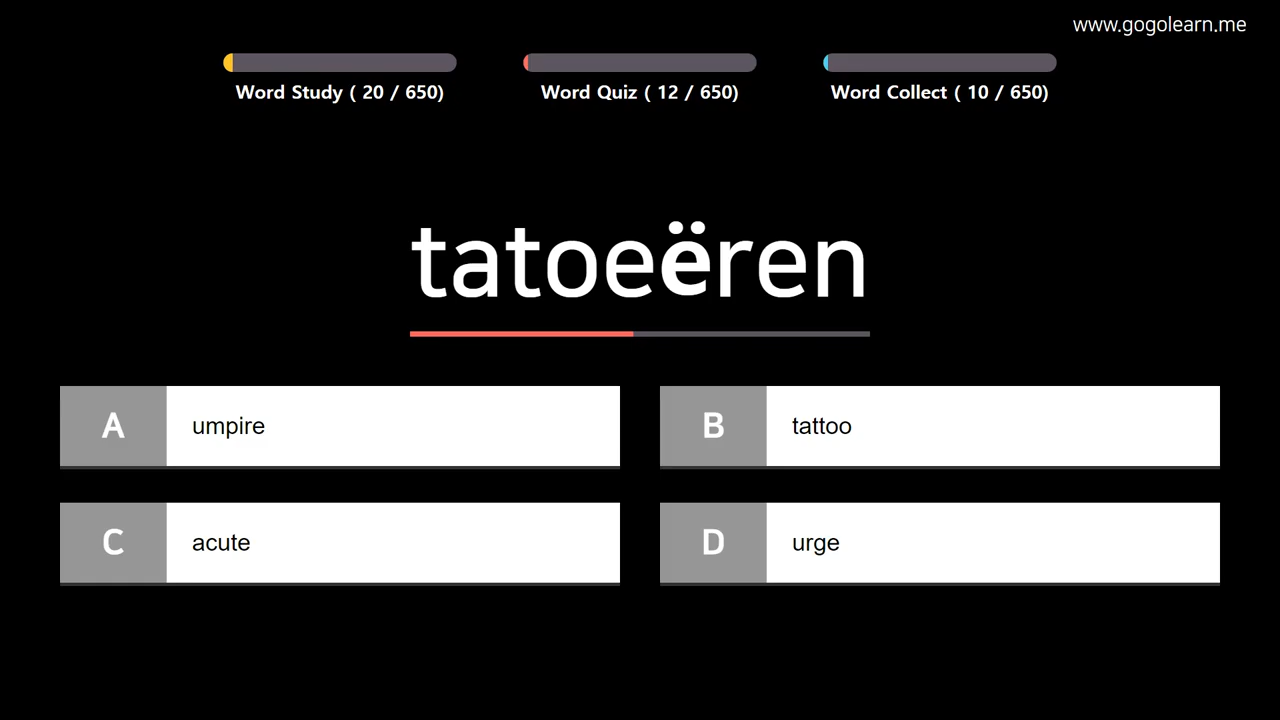 www.gogolearn.me
Word Study ( 20 / 650)
Word Quiz ( 12 / 650)
Word Collect ( 10 / 650)
tatoeëren
A umpire
B tattoo
C acute
D urge